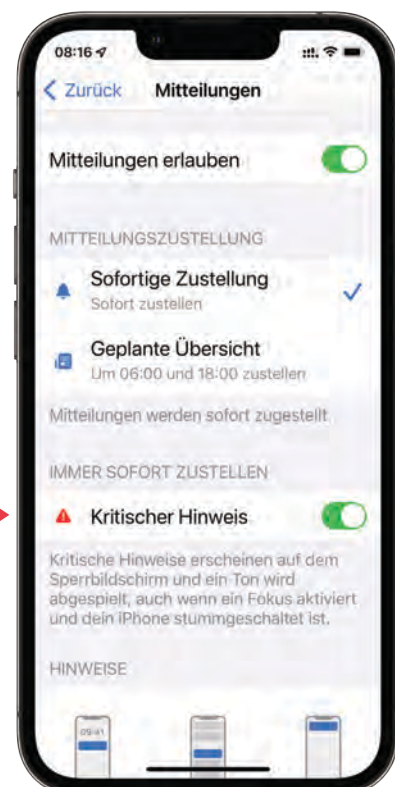 08:16
Zurück
Mitteilungen
Mitteilungen erlauben
MITTEILUNGSZUSTELLUNG
Sofortige Zustellung
Sofort zustellen
Geplante Übersicht
Um 06:00 und 18:00 zustellen
Mitteilungen werden sofort zugestellt
IMMER SOFORT ZUSTELLEN
Kritischer Hinweis
Kritische Hinweise erscheinen auf dem
Sperrbildschirm und ein Ton wird
abgespielt, auch wenn ein Fokus aktiviert
und dein iPhone stummgeschaltet ist.
HINWEISE
09:41